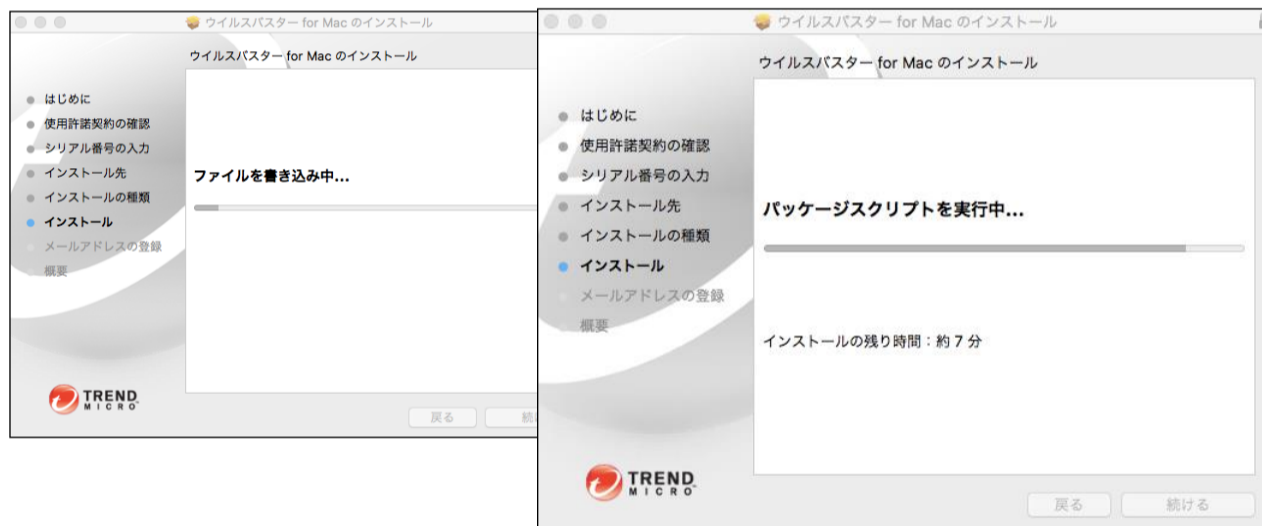 ウイルスバスター for Mac のインストール
ウイルスバスター for Mac のインストール
はじめに
使用許諾契約の確認
シリアル番号の入力
インストール先
インストールの種類
インストール
メールアドレスの登録
概要
ファイルを書き込み中...
TREND
MICRO
戻る
ウイルスバスター for Mac のインストール
ウイルスバスター for Mac のインストール
はじめに
使用許諾契約の確認
シリアル番号の入力
インストール先
インストールの種類
インストール
メールアドレスの登録
概要
パッケージスクリプトを実行中...
インストールの残り時間：約 7 分
TREND
MICRO
戻る
続ける